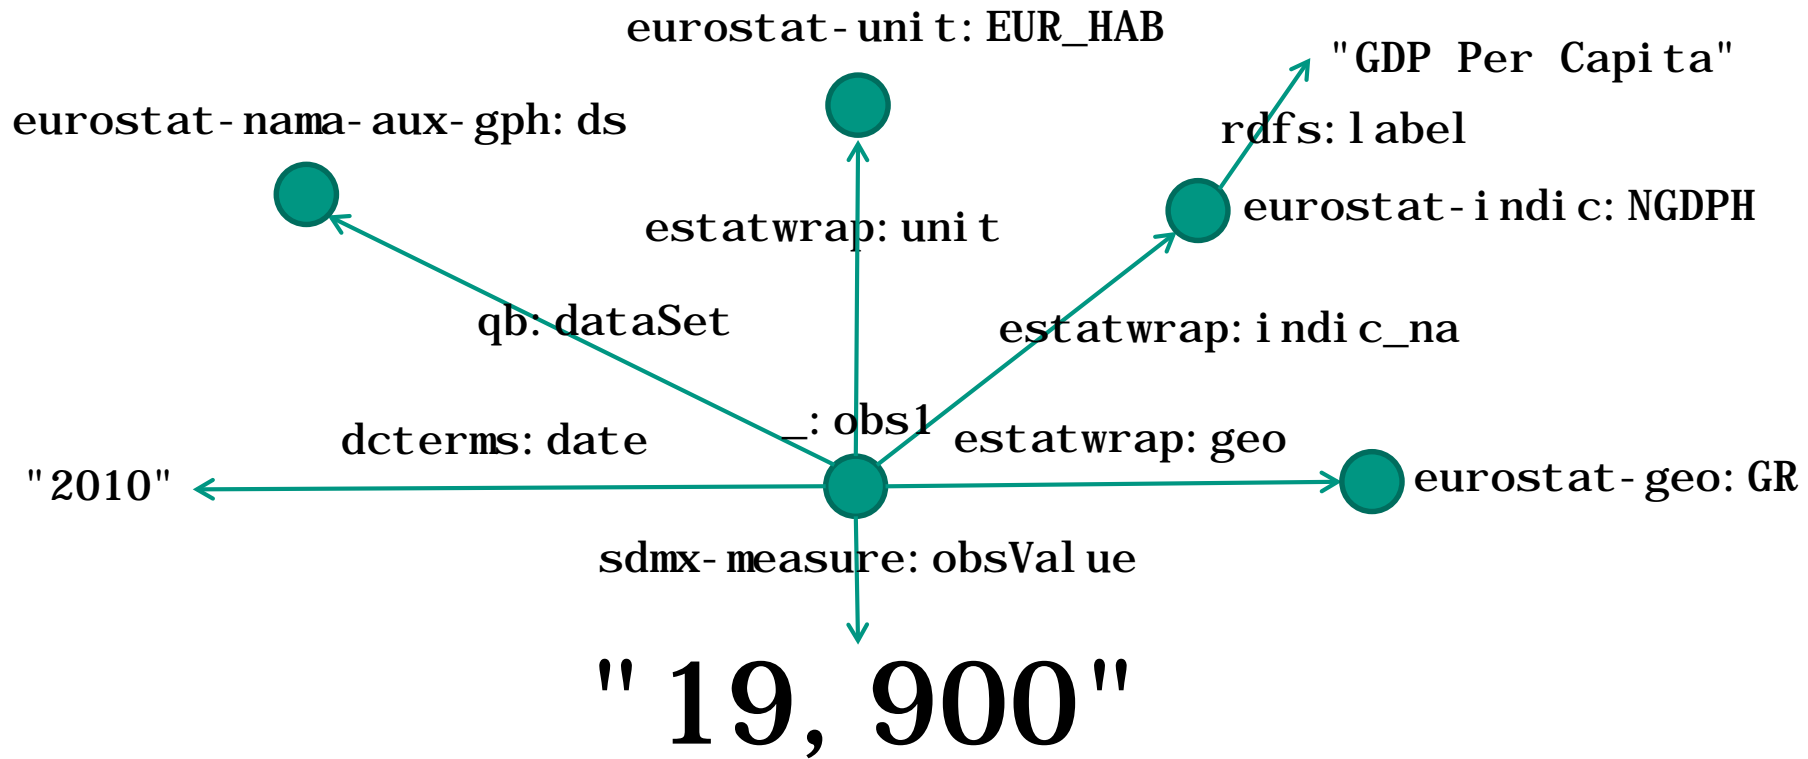 eurostat-unit:EUR_HAB
"GDP Per Capita"
eurostat-nama-aux-gph:ds
rdfs:label
eurostat-indic:NGDPH
estatwrap:unit
qb:dataSet
estatwrap:indic_na
_:obs1
dcterms:date
estatwrap:geo
"2010"
eurostat-geo:GR
sdmx-measure:obsValue
"19,900"